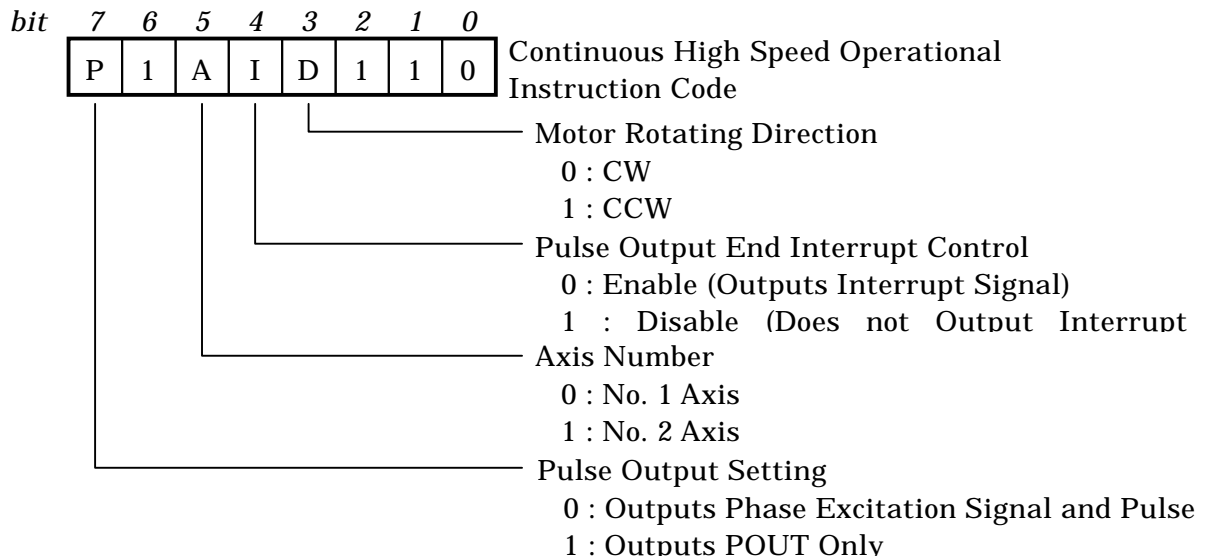 bit 7 6 5 4 3 2 1 0
P 1 A I D 1 1 0
Continuous High Speed Operational
Instruction Code
Motor Rotating Direction
0 : CW
1 : CCW
Pulse Output End Interrupt Control
0 : Enable (Outputs Interrupt Signal)
1 : Disable (Does not Output Interrupt
Axis Number
0 : No. 1 Axis
1 : No. 2 Axis
Pulse Output Setting
0 : Outputs Phase Excitation Signal and Pulse
1 : Outputs POUT Only